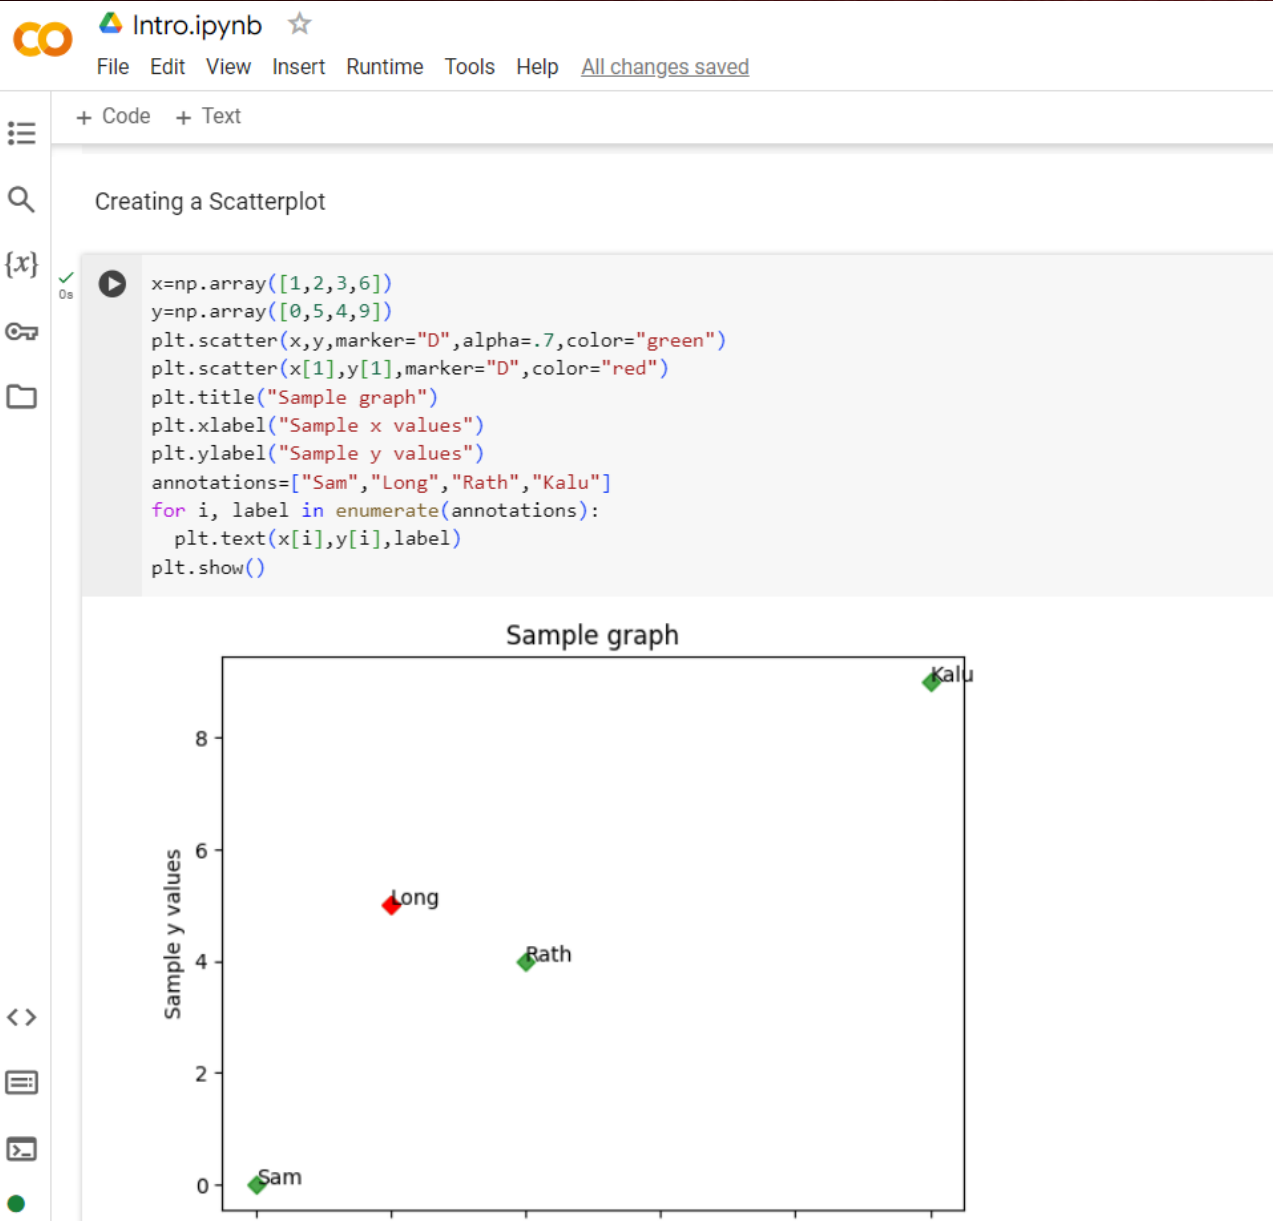 Intro.ipynb
File Edit View Insert Runtime Tools Help All changes saved
+ Code + Text
Creating a Scatterplot
{x}
0s
x=np.array([1,2,3,6])
y=np.array([0,5,4,9])
plt.scatter(x,y,marker="D",alpha=.7,color="green")
plt.scatter(x[1],y[1],marker="D",color="red")
plt.title("Sample graph")
plt.xlabel("Sample x values")
plt.ylabel("Sample y values")
annotations=["Sam","Long","Rath","Kalu"]
for i, label in enumerate(annotations):
  plt.text(x[i],y[i],label)
plt.show()
Sample graph
Kalu
8
6
Long
Rath
4
Sample y values
2
Sam
0